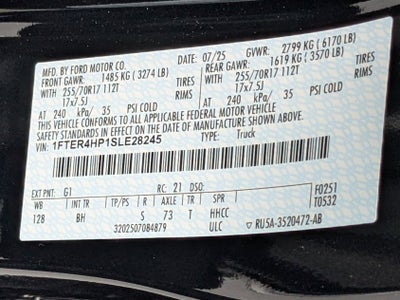 MFD. BY FORD MOTOR CO. DATE: 07/25 GVWR: 2799 KG ( 6170 LB)
FRONT GAWR: 1485 KG ( 3274 LB) REAR GAWR: 1619 KG ( 3570 LB)
WITH 255/70R17 112T TIRES WITH 255/70R17 112T TIRES
17x7.5J RIMS 17x7.5J RIMS
AT 240 kPa/ 35 PSI COLD AT 240 kPa/ 35 PSI COLD
THIS VEHICLE CONFORMS TO ALL APPLICABLE FEDERAL MOTOR VEHICLE
SAFETY STANDARDS IN EFFECT ON THE DATE OF MANUFACTURE SHOWN ABOVE.
VIN: 1FTER4HP1SLE28245 TYPE: Truck
EXT PNT: G1 RC: 21 DSO: F0251
WB INT TR TP/PS R AXLE TR SPR T0532
128 BH S 73 T HHCC
3202507084879 ULC ▽ RU5A-3520472-AB